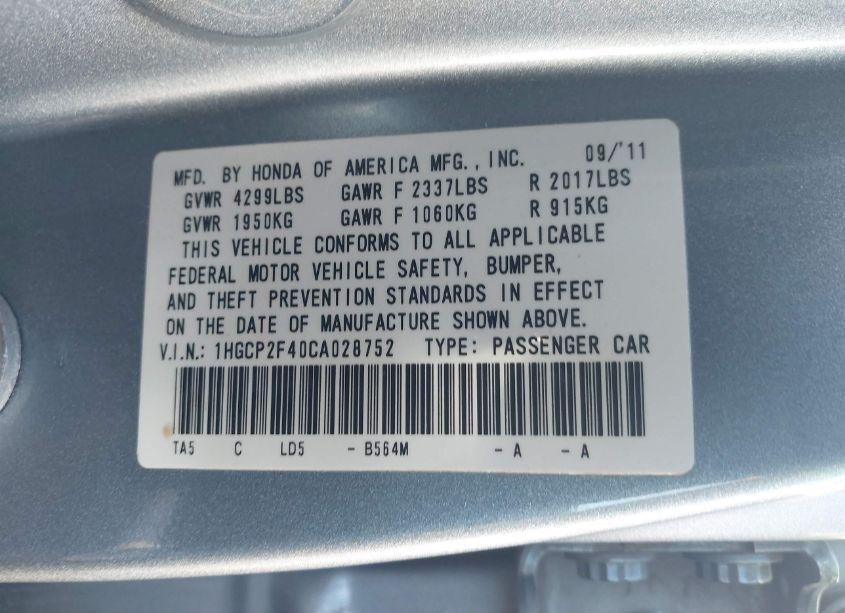 MFD. BY HONDA OF AMERICA MFG., INC. 09/'11
GVWR 4299LBS GAWR F 2337LBS R 2017LBS
GVWR 1950KG GAWR F 1060KG R 915KG
THIS VEHICLE CONFORMS TO ALL APPLICABLE
FEDERAL MOTOR VEHICLE SAFETY, BUMPER,
AND THEFT PREVENTION STANDARDS IN EFFECT
ON THE DATE OF MANUFACTURE SHOWN ABOVE.
V.I.N.: 1HGCP2F40CA028752 TYPE: PASSENGER CAR
TA5 C LD5 - B564M - A - A